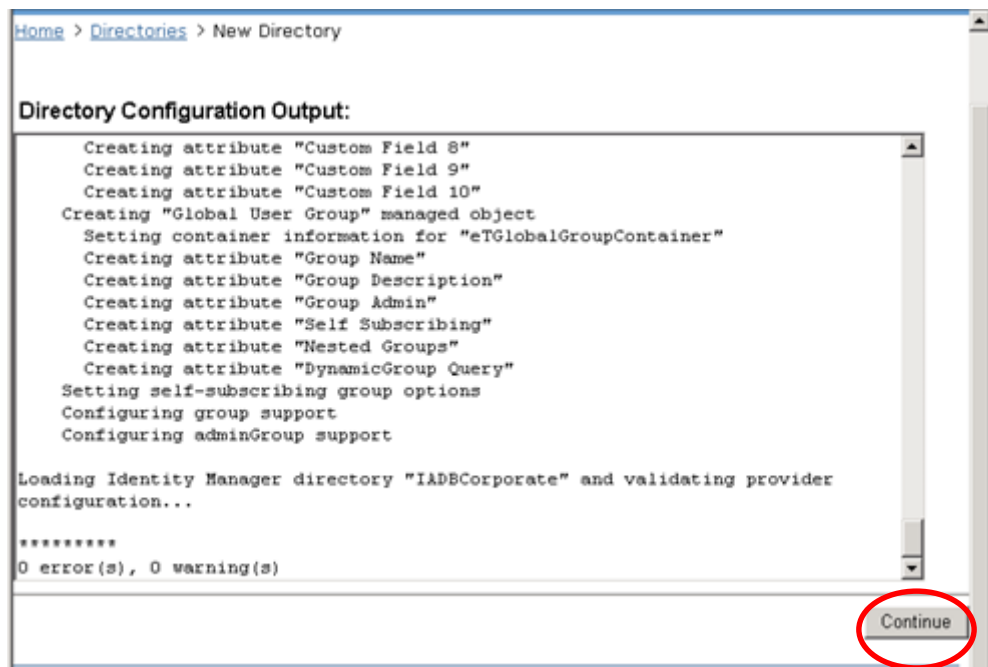 Home > Directories > New Directory
Directory Configuration Output:
Creating attribute "Custom Field 8"
Creating attribute "Custom Field 9"
Creating attribute "Custom Field 10"
Creating "Global User Group" managed object
Setting container information for "eTGlobalGroupContainer"
Creating attribute "Group Name"
Creating attribute "Group Description"
Creating attribute "Group Admin"
Creating attribute "Self Subscribing"
Creating attribute "Nested Groups"
Creating attribute "DynamicGroup Query"
Setting self-subscribing group options
Configuring group support
Configuring adminGroup support
Loading Identity Manager directory "IADBCorporate" and validating provider
configuration...
*********
0 error(s), 0 warning(s)
Continue